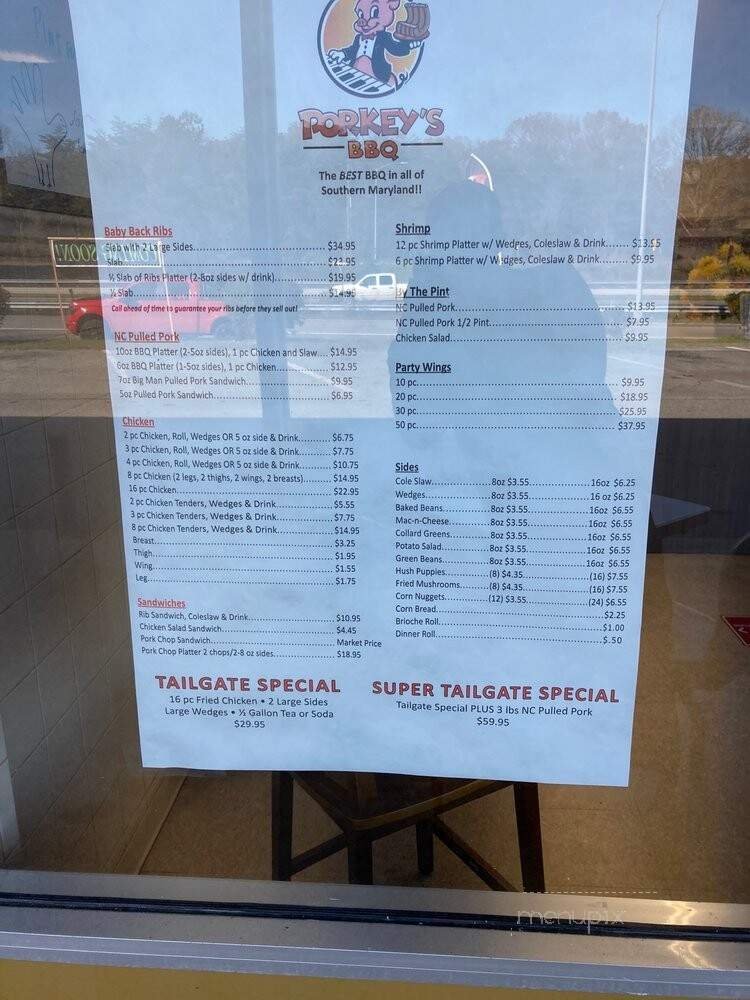 PORKEY'S
BBQ
The BEST BBQ in all of
Southern Maryland!!
Baby Back Ribs
Slab with 2 Large Sides $34.95
Slab $23.95
½ Slab of Ribs Platter (2-8oz sides w/ drink) $19.95
½ Slab $14.95
Call ahead of time to guarantee your ribs before they sell out!
NC Pulled Pork
10oz BBQ Platter (2-5oz sides), 1 pc Chicken and Slaw $14.95
6oz BBQ Platter (1-5oz sides), 1 pc Chicken $12.95
7oz Big Man Pulled Pork Sandwich $9.95
5oz Pulled Pork Sandwich $6.95
Chicken
2 pc Chicken, Roll, Wedges OR 5 oz side & Drink $6.75
3 pc Chicken, Roll, Wedges OR 5 oz side & Drink $7.75
4 pc Chicken, Roll, Wedges OR 5 oz side & Drink $10.75
8 pc Chicken (2 legs, 2 thighs, 2 wings, 2 breasts) $14.95
16 pc Chicken $22.95
2 pc Chicken Tenders, Wedges & Drink $5.55
3 pc Chicken Tenders, Wedges & Drink $7.75
8 pc Chicken Tenders, Wedges & Drink $14.95
Breast $3.25
Thigh $1.95
Wing $1.55
Leg $1.75
Sandwiches
Rib Sandwich, Coleslaw & Drink $10.95
Chicken Salad Sandwich $4.45
Pork Chop Sandwich Market Price
Pork Chop Platter 2 chops/2-8 oz sides $18.95
Shrimp
12 pc Shrimp Platter w/ Wedges, Coleslaw & Drink $13.95
6 pc Shrimp Platter w/ Wedges, Coleslaw & Drink $9.95
By The Pint
NC Pulled Pork $13.95
NC Pulled Pork 1/2 Pint $7.95
Chicken Salad $9.95
Party Wings
10 pc $9.95
20 pc $18.95
30 pc $25.95
50 pc $37.95
Sides
Cole Slaw 8oz $3.55 16oz $6.25
Wedges 8oz $3.55 16 oz $6.25
Baked Beans 8oz $3.55 16oz $6.55
Mac-n-Cheese 8oz $3.55 16oz $6.55
Collard Greens 8oz $3.55 16oz $6.55
Potato Salad 8oz $3.55 16oz $6.55
Green Beans 8oz $3.55 16oz $6.55
Hush Puppies (8) $4.35 (16) $7.55
Fried Mushrooms (8) $4.35 (16) $7.55
Corn Nuggets (12) $3.55 (24) $6.55
Corn Bread $2.25
Brioche Roll $1.00
Dinner Roll $.50
TAILGATE SPECIAL
16 pc Fried Chicken • 2 Large Sides
Large Wedges • ½ Gallon Tea or Soda
$29.95
SUPER TAILGATE SPECIAL
Tailgate Special PLUS 3 lbs NC Pulled Pork
$59.95
menupix